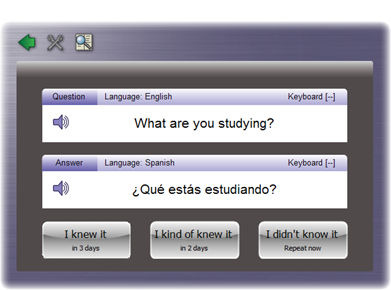 Question Language: English Keyboard [--]
What are you studying?
Answer Language: Spanish Keyboard [--]
¿Qué estás estudiando?
I knew it I kind of knew it I didn't know it
in 3 days in 2 days Repeat now